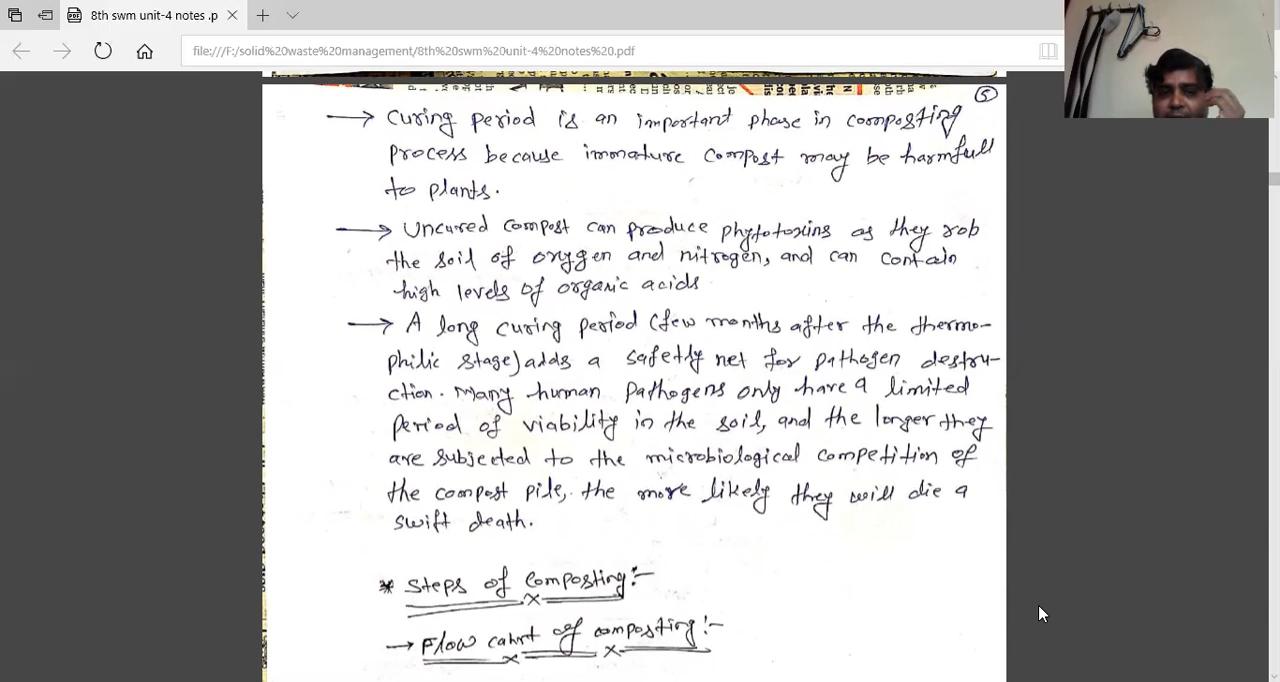 8th swm unit-4 notes .p
file:///F:/solid%20waste%20management/8th%20swm%20unit-4%20notes%20.pdf
5
→ Curing period is an important phase in composting
process because immature compost may be harmfull
to plants.
→ Uncured compost can produce phytotoxins as they rob
the soil of oxygen and nitrogen, and can contain
high levels of organic acids
→ A long curing period (few months after the thermo-
philic stage) adds a safetly net for pathogen destru-
ction. Many human pathogens only have a limited
period of viability in the soil, and the longer they
are subjected to the microbiological competition of
the compost pile, the more likely they will die a
swift death.
* Steps of composting:-
→ Flow cahrt of composting:-